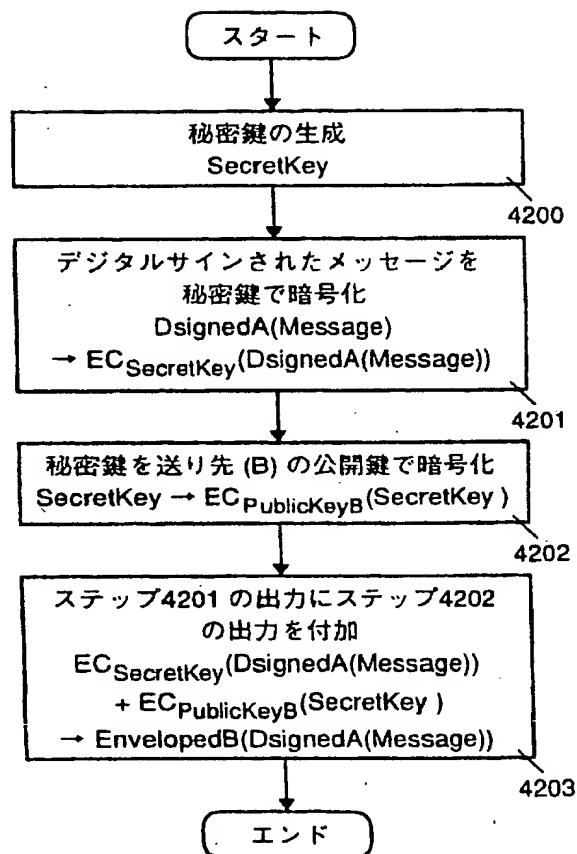 スタート
秘密鍵の生成
SecretKey
4200
デジタルサインされたメッセージを
秘密鍵で暗号化
DsignedA(Message)
→ ECSecretKey(DsignedA(Message))
4201
秘密鍵を送り先 (B) の公開鍵で暗号化
SecretKey → ECPublicKeyB(SecretKey )
4202
ステップ4201 の出力にステップ4202
の出力を付加
ECSecretKey(DsignedA(Message))
+ ECPublicKeyB(SecretKey )
→ EnvelopedB(DsignedA(Message))
4203
エンド